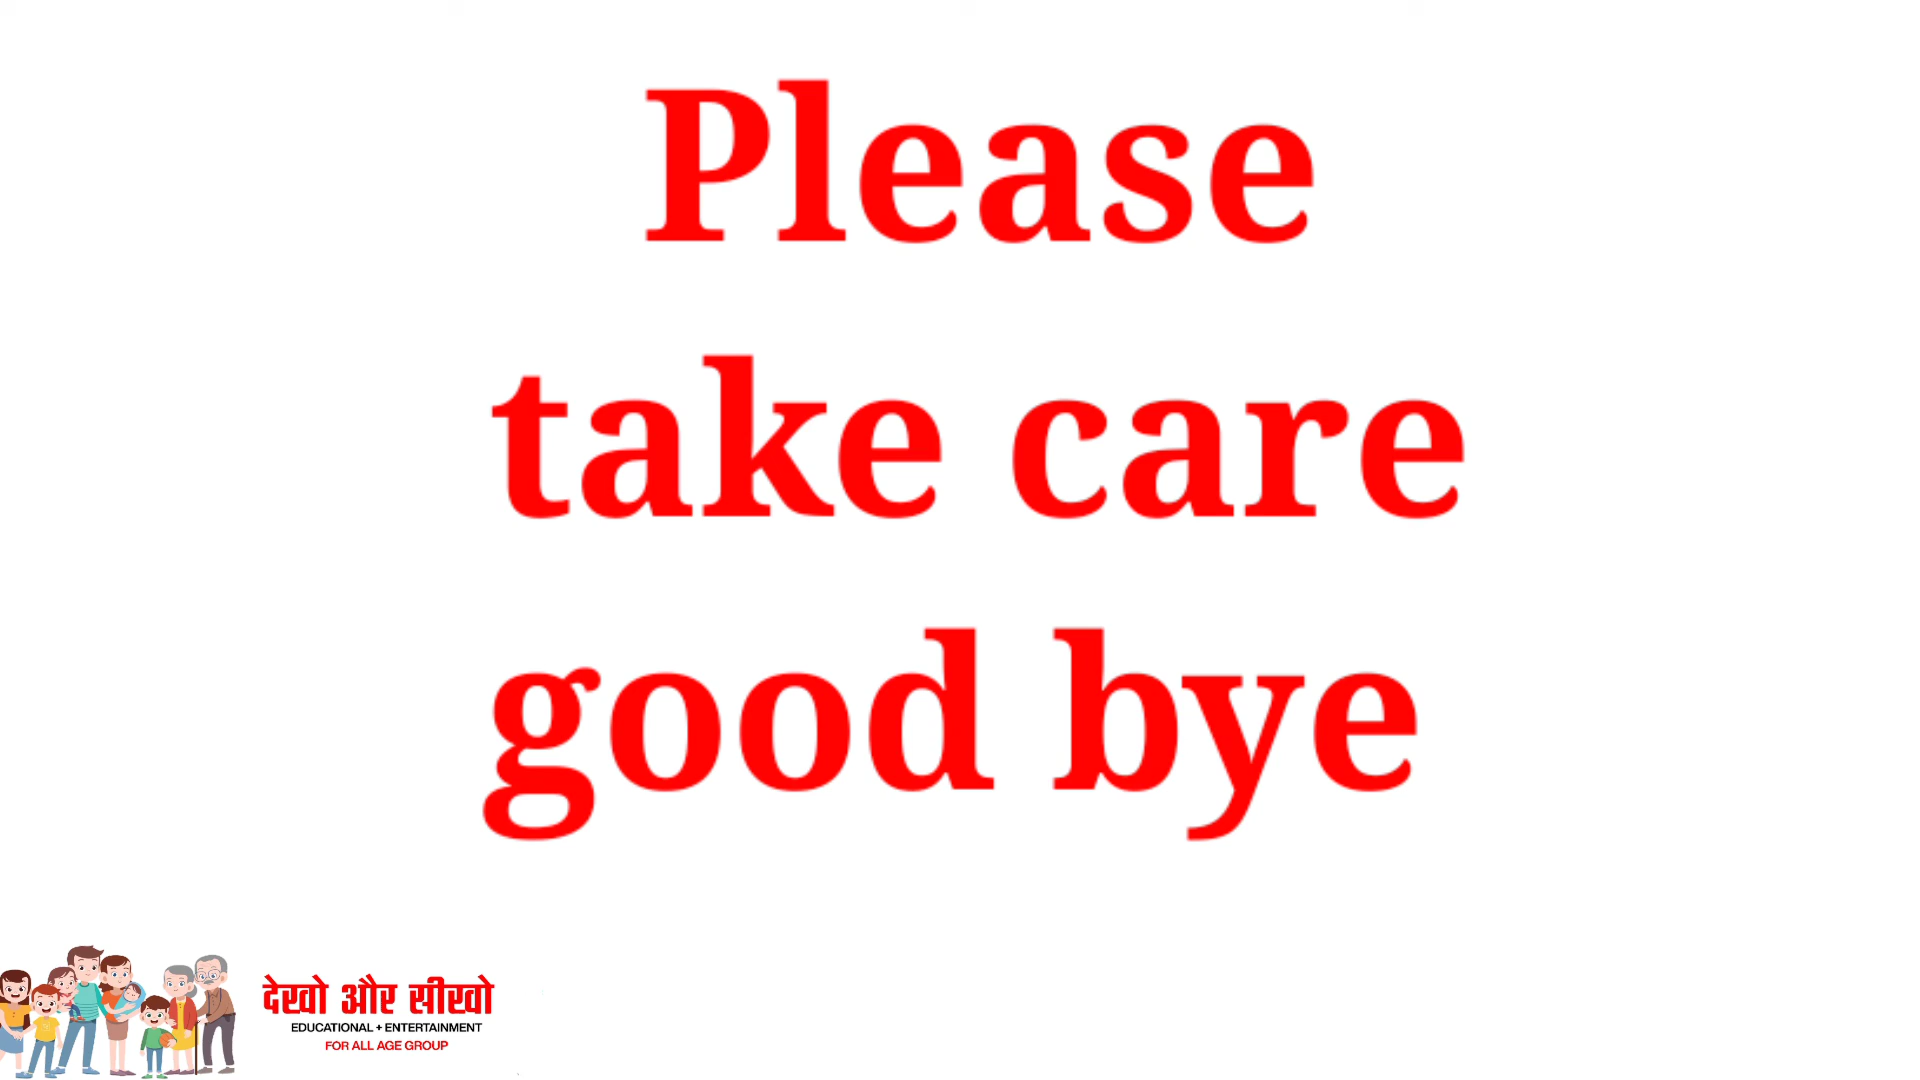 Please
take care
good bye
देखो और सीखो
EDUCATIONAL + ENTERTAINMENT
FOR ALL AGE GROUP